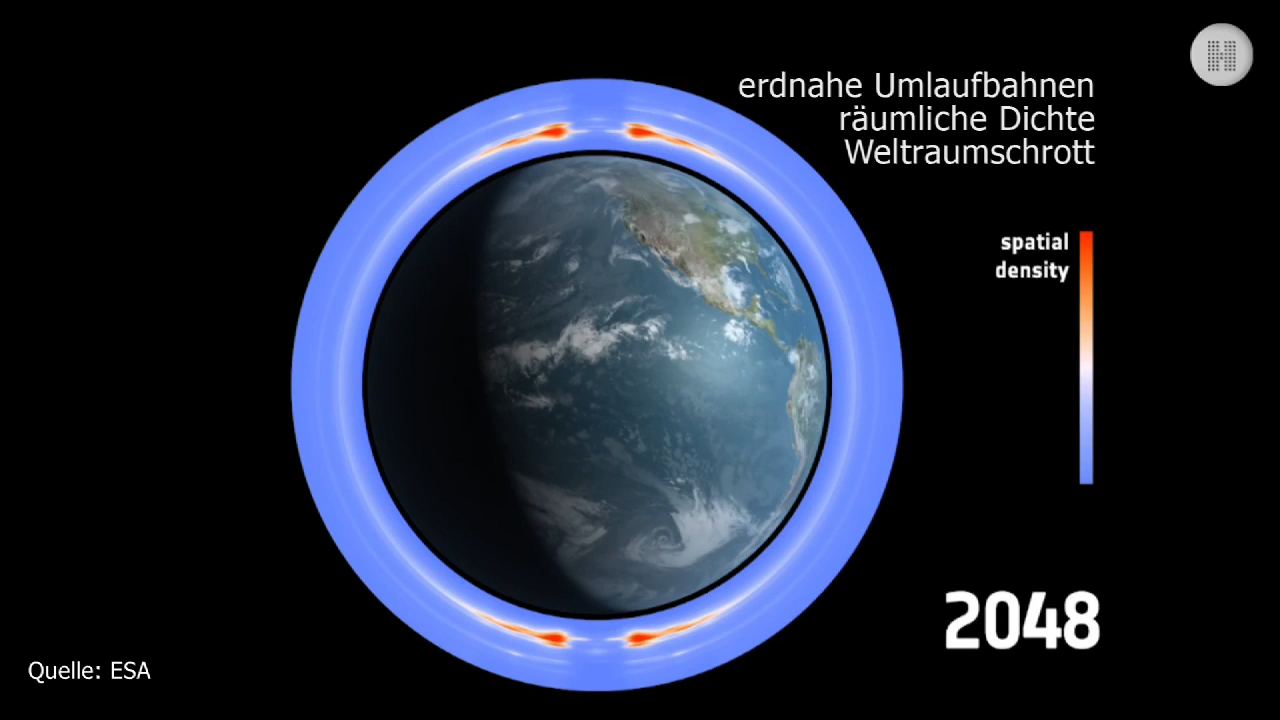 erdnahe Umlaufbahnen
räumliche Dichte
Weltraumschrott
spatial
density
2048
Quelle: ESA
H